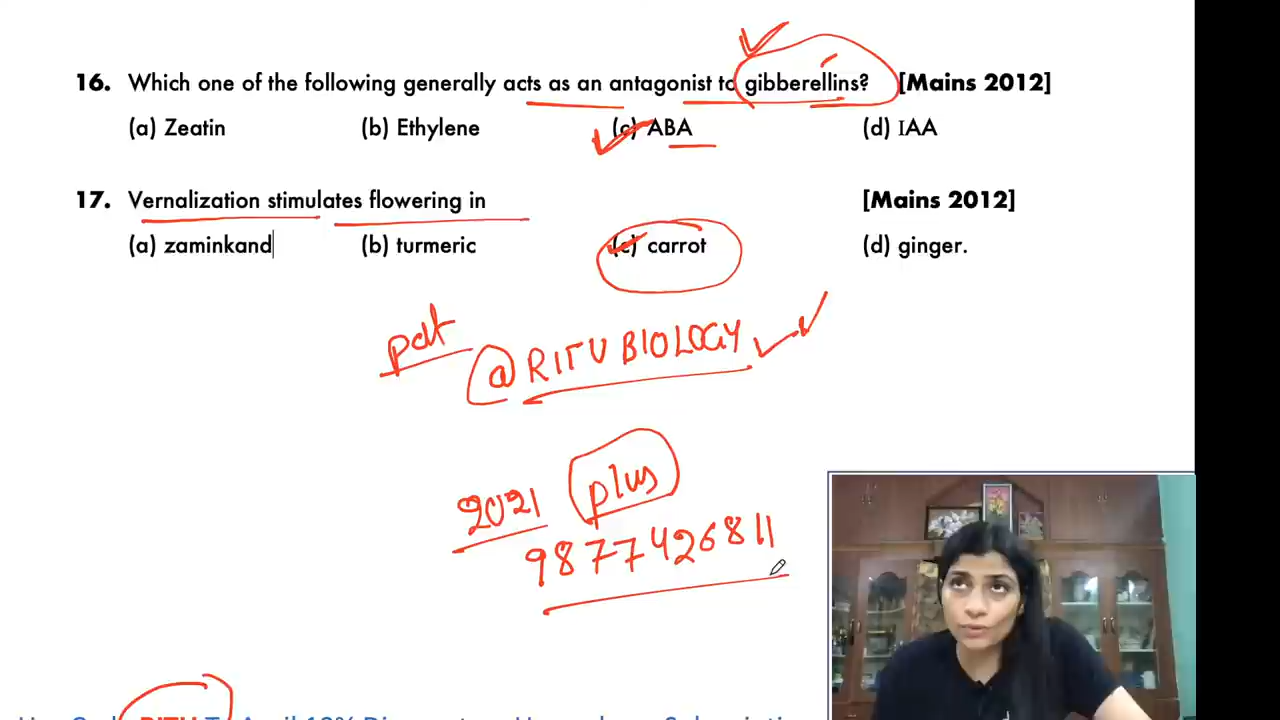 16. Which one of the following generally acts as an antagonist to gibberellins? [Mains 2012]
(a) Zeatin (b) Ethylene (c) ABA (d) IAA
17. Vernalization stimulates flowering in [Mains 2012]
(a) zaminkand (b) turmeric (c) carrot (d) ginger.
pdf
@RITU BIOLOGY
2021 plus
9877426811
RITU